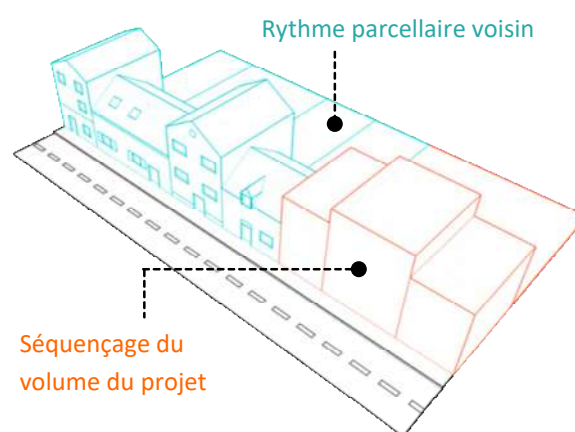 Rythme parcellaire voisin
Séquençage du
volume du projet